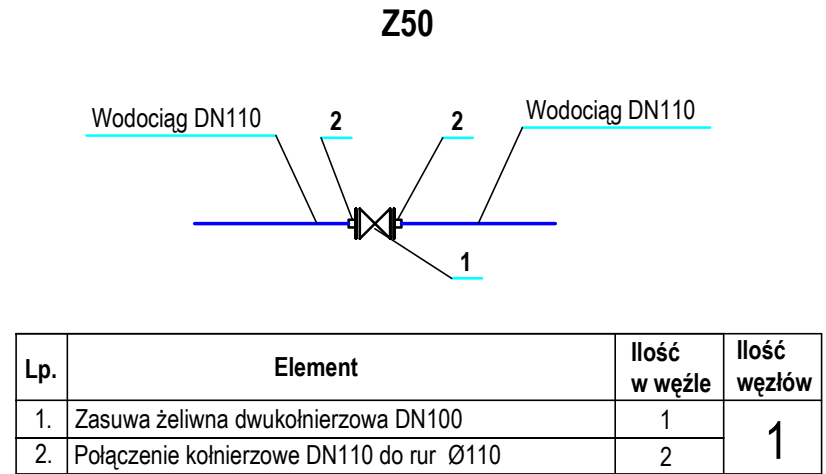 Z50
Wodociąg DN110
2
2
Wodociąg DN110
1
Lp. Element Ilość w węźle Ilość węzłów
1. Zasuwa żeliwna dwukołnierzowa DN100 1 1
2. Połączenie kołnierzowe DN110 do rur Ø110 2